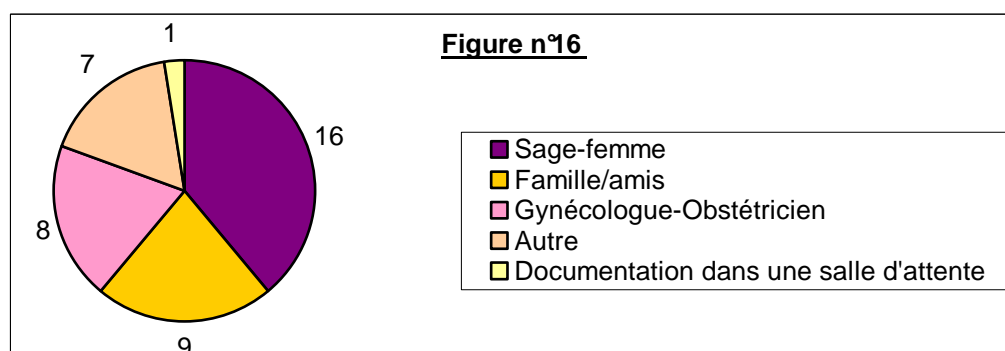 Figure n°16
1
7
16
8
9
Sage-femme
Famille/amis
Gynécologue-Obstétricien
Autre
Documentation dans une salle d'attente